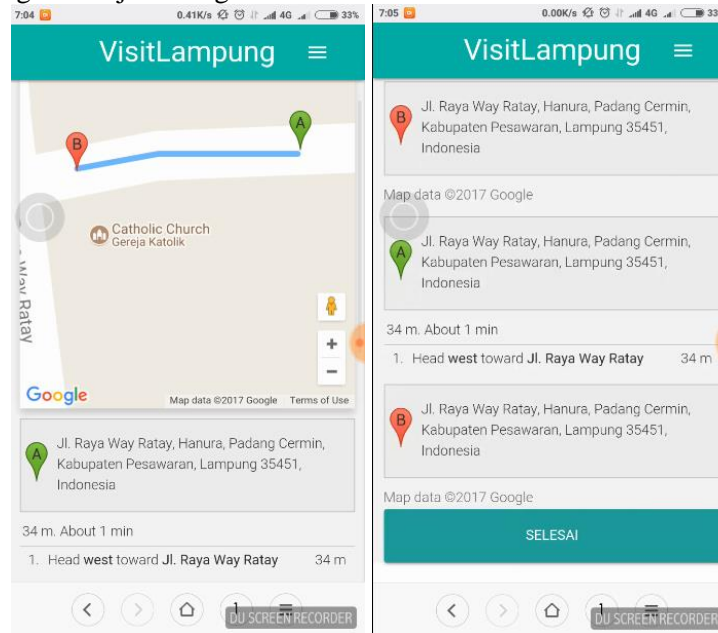 7:04 0.41K/s 4G 33%
VisitLampung
B
A
Catholic Church
Gereja Katolik
Way Ratay
+
−
Google
Map data ©2017 Google Terms of Use
A
Jl. Raya Way Ratay, Hanura, Padang Cermin,
Kabupaten Pesawaran, Lampung 35451,
Indonesia
34 m. About 1 min
1. Head west toward Jl. Raya Way Ratay 34 m
DU SCREEN RECORDER
7:05 0.00K/s 4G 33
VisitLampung
B
Jl. Raya Way Ratay, Hanura, Padang Cermin,
Kabupaten Pesawaran, Lampung 35451,
Indonesia
Map data ©2017 Google
A
Jl. Raya Way Ratay, Hanura, Padang Cermin,
Kabupaten Pesawaran, Lampung 35451,
Indonesia
34 m. About 1 min
1. Head west toward Jl. Raya Way Ratay 34 m
B
Jl. Raya Way Ratay, Hanura, Padang Cermin,
Kabupaten Pesawaran, Lampung 35451,
Indonesia
Map data ©2017 Google
SELESAI
1
DU SCREEN RECORDER